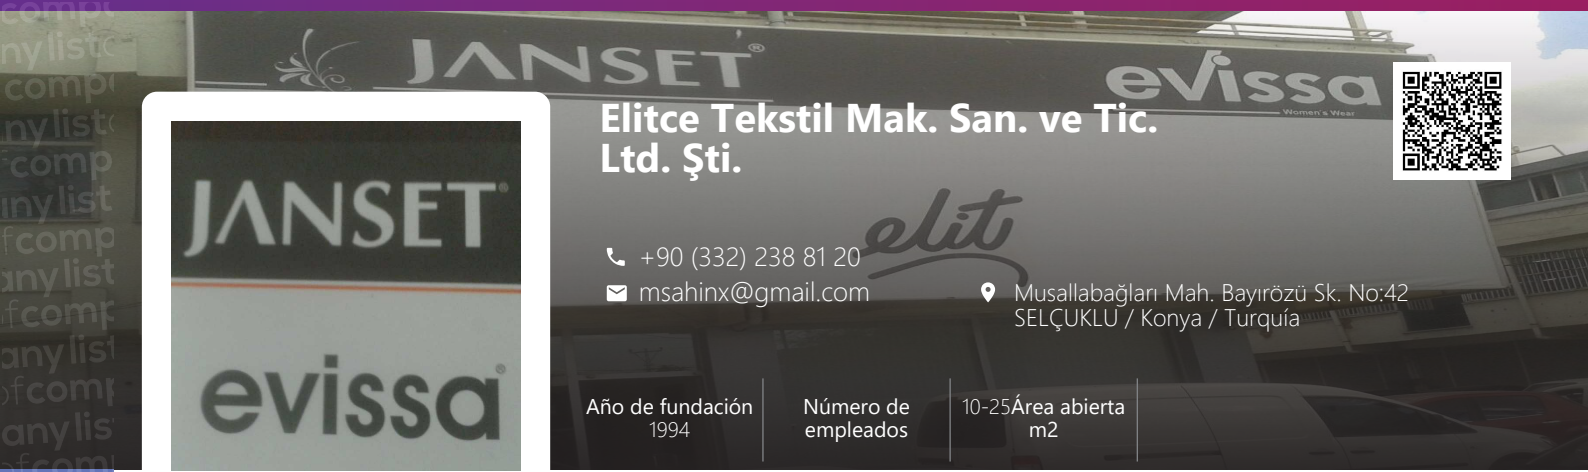 JANSET
evissa
Women's Wear
Elitce Tekstil Mak. San. ve Tic.
Ltd. Şti.
JANSET
elit
+90 (332) 238 81 20
msahinx@gmail.com
Musallabağları Mah. Bayırözü Sk. No:42
SELÇUKLU / Konya / Turquía
evissa
Año de fundación
1994
Número de
empleados
10-25Área abierta
m2